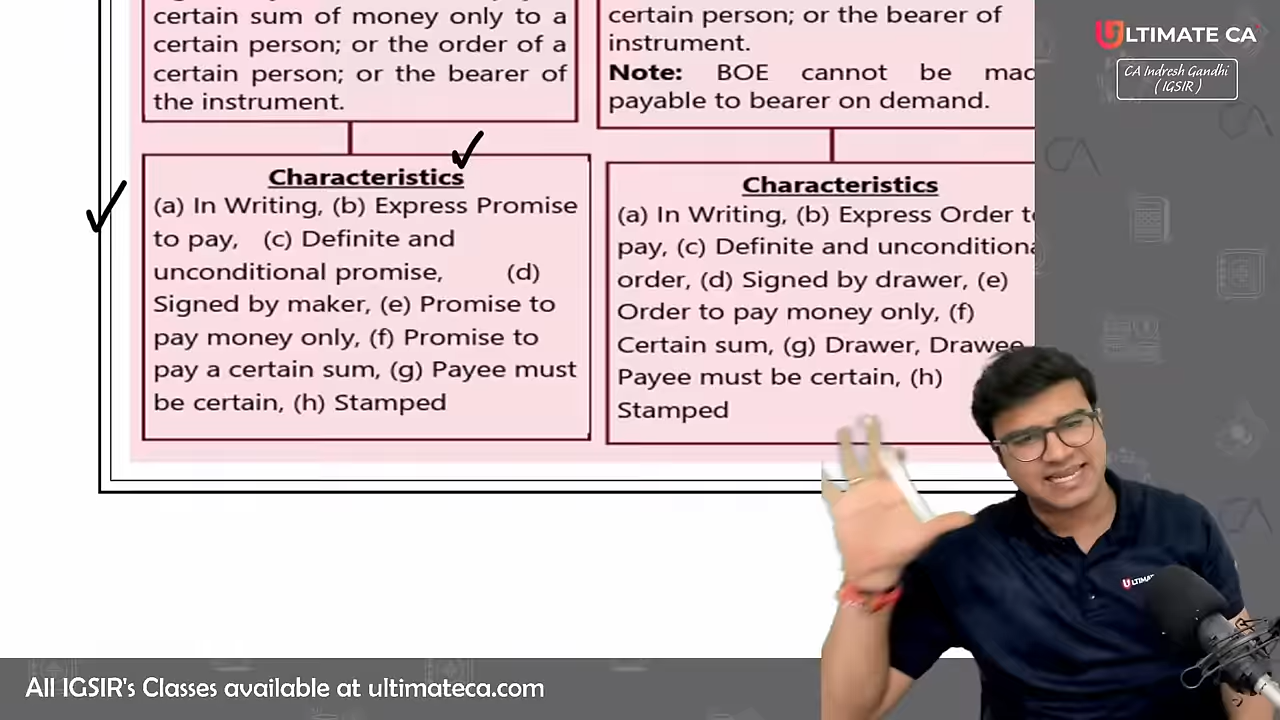 certain sum of money only to a
certain person; or the order of a
certain person; or the bearer of
the instrument.
certain person; or the bearer of
instrument.
Note: BOE cannot be mad
payable to bearer on demand.
Characteristics
(a) In Writing, (b) Express Promise
to pay, (c) Definite and
unconditional promise, (d)
Signed by maker, (e) Promise to
pay money only, (f) Promise to
pay a certain sum, (g) Payee must
be certain, (h) Stamped
Characteristics
(a) In Writing, (b) Express Order to
pay, (c) Definite and unconditiona
order, (d) Signed by drawer, (e)
Order to pay money only, (f)
Certain sum, (g) Drawer, Drawee
Payee must be certain, (h)
Stamped
ULTIMATE CA
CA Indresh Gandhi
(IGSIR)
All IGSIR's Classes available at ultimateca.com